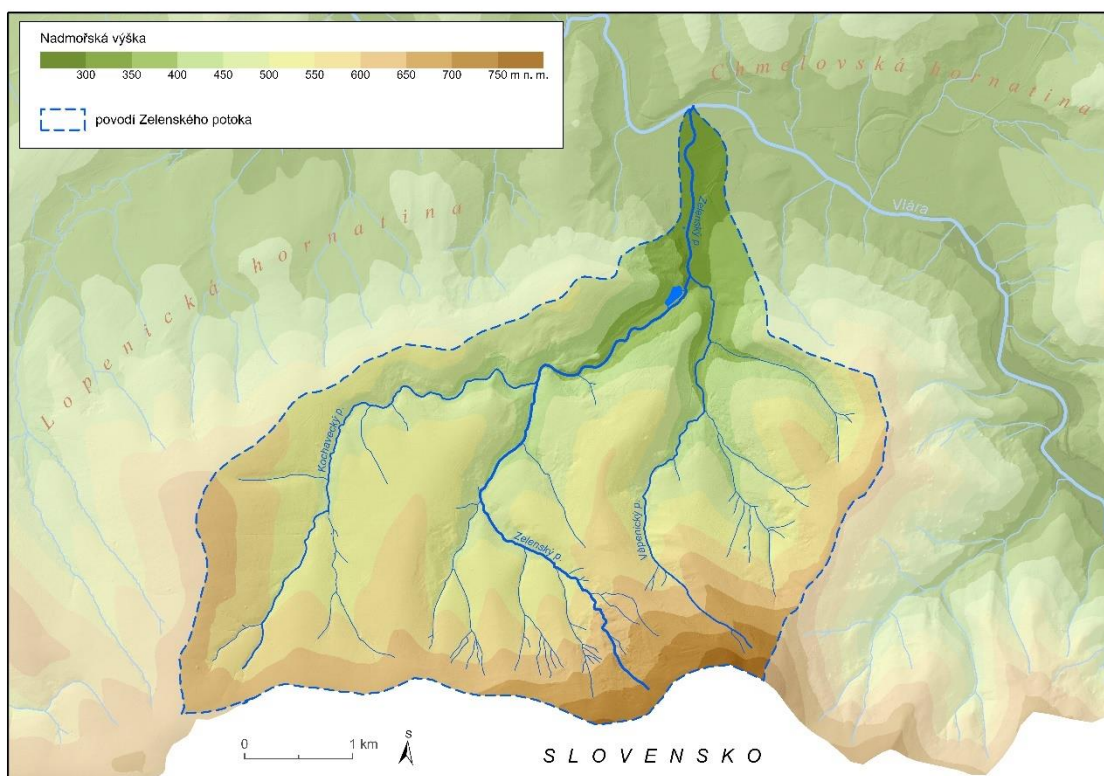 Nadmořská výška
300 350 400 450 500 550 600 650 700 750 m n. m.
povodí Zelenského potoka
Chmelovská hornatina
Vlára
Zelenský p.
Lopenická hornatina
Kochavecký p.
Zelenský p.
Vápenický p.
0 1 km
S
SLOVENSKO